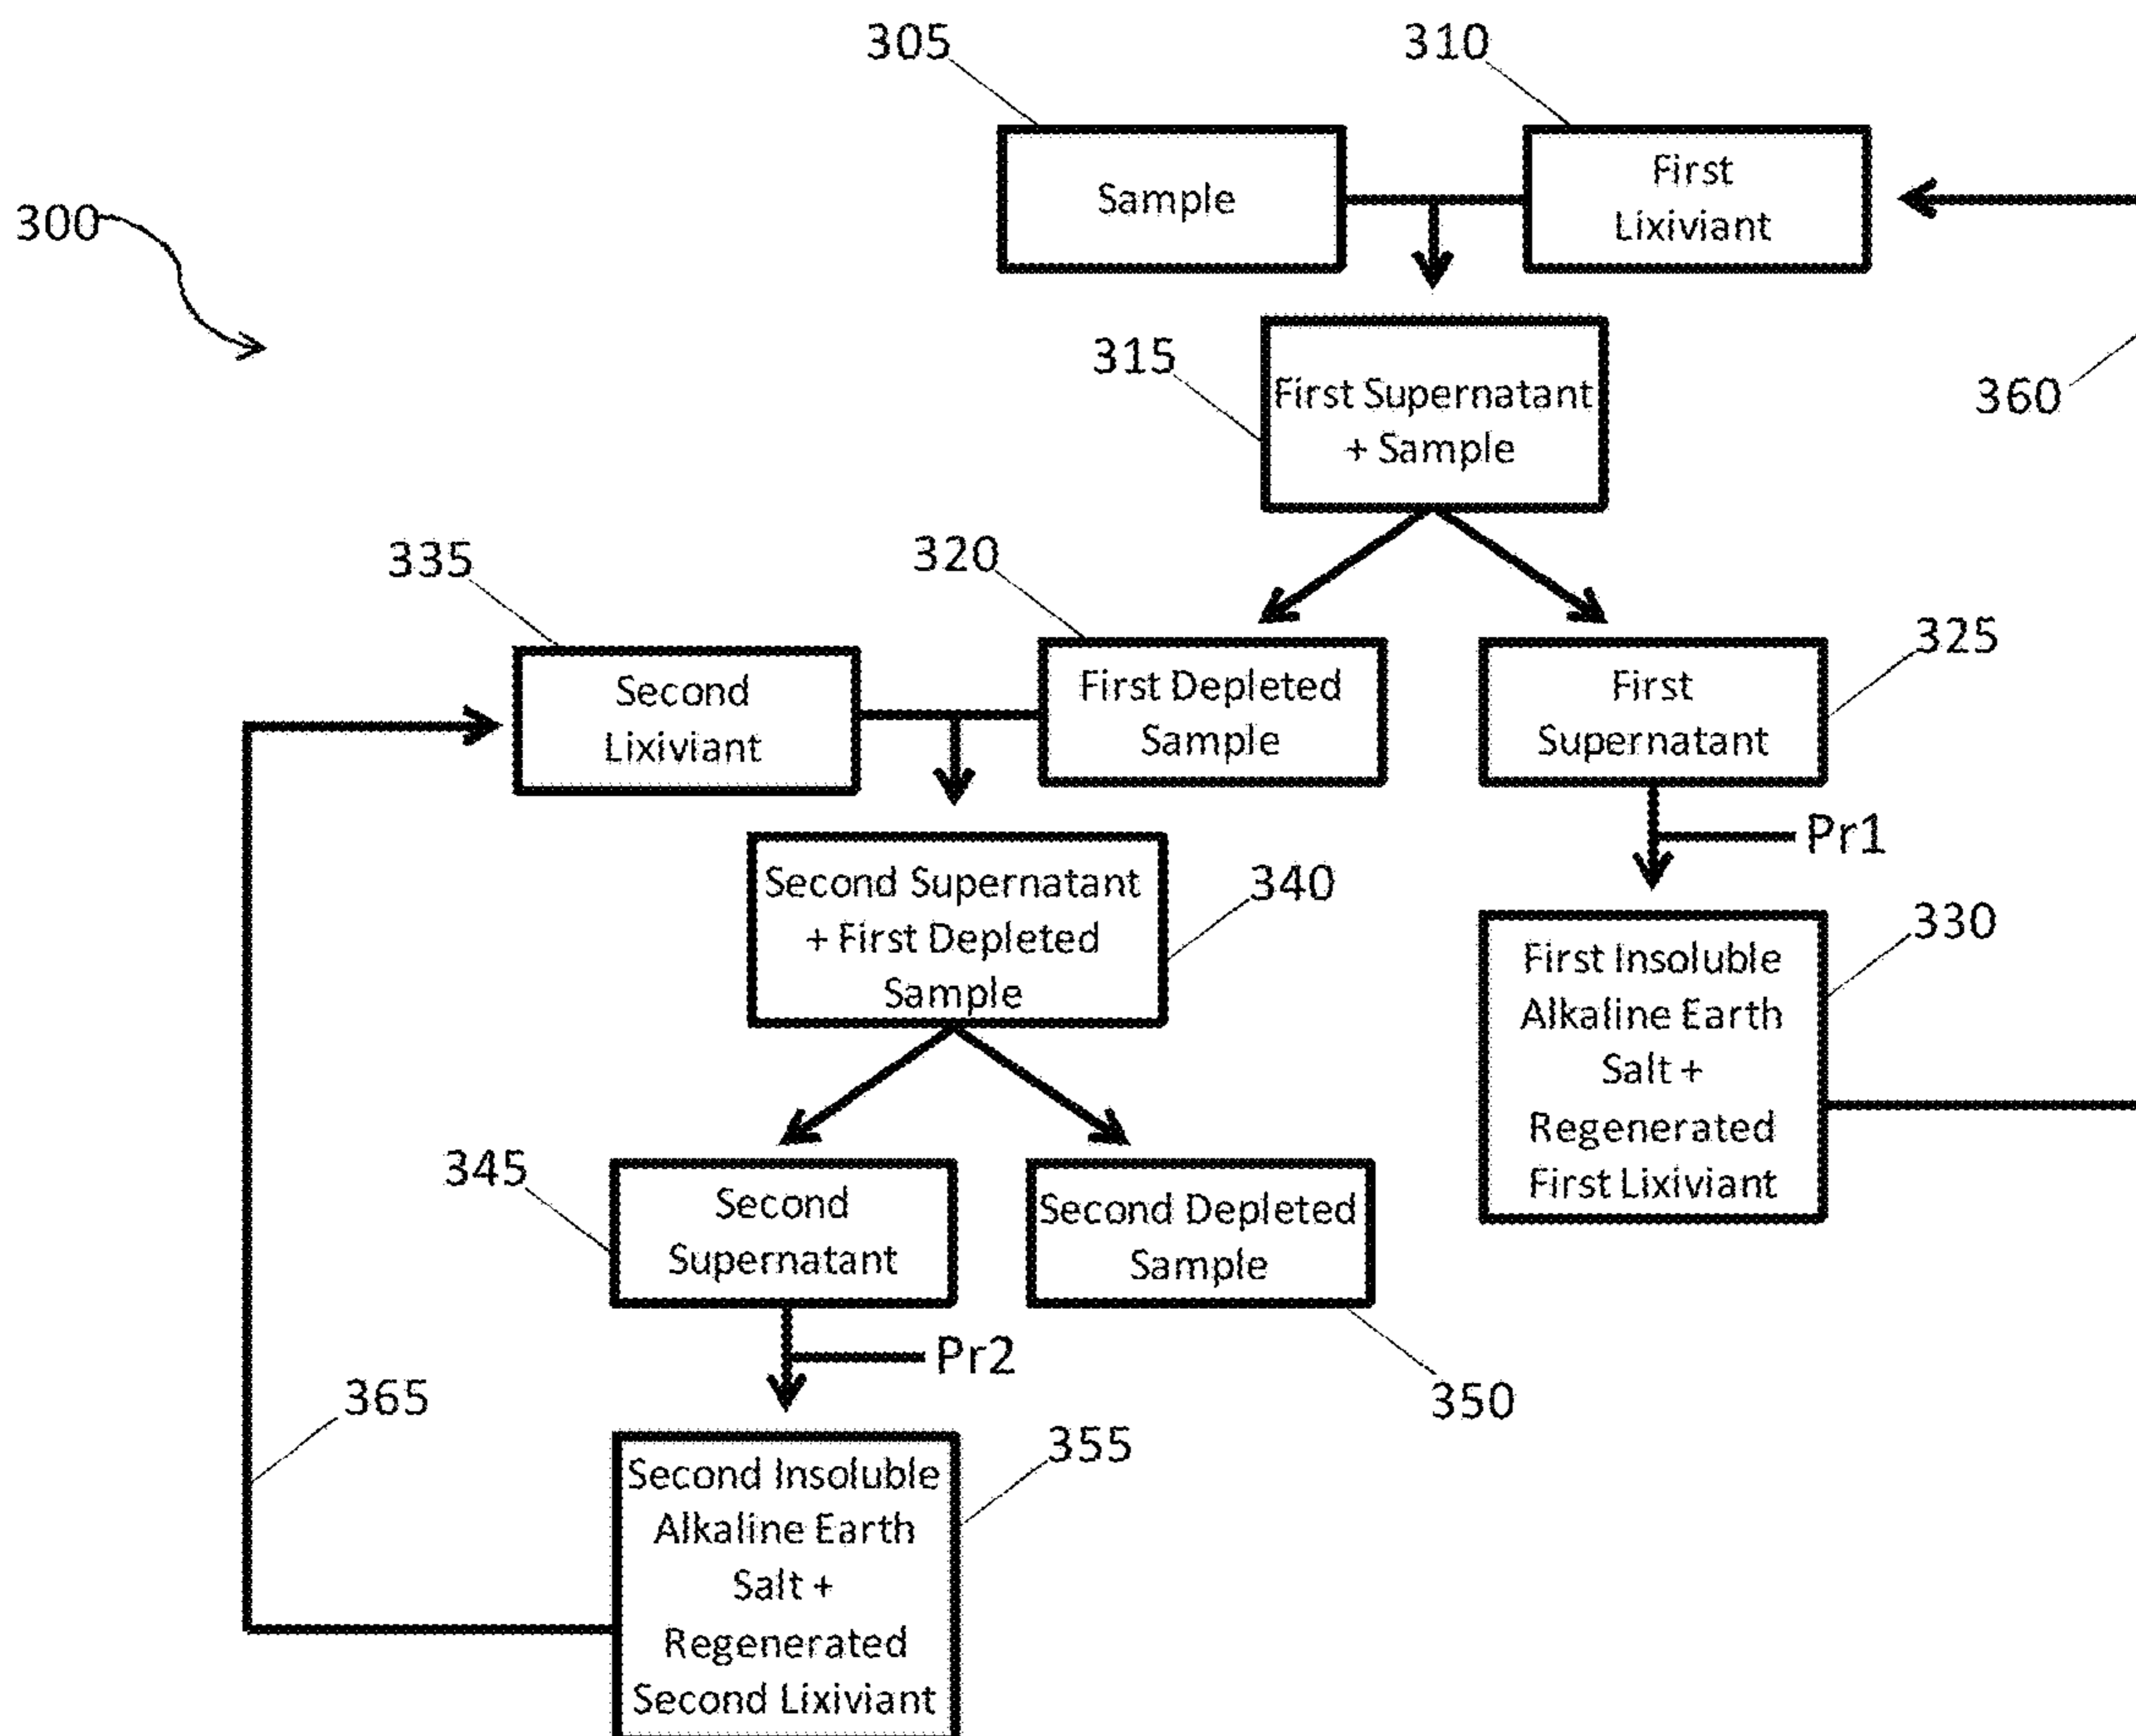 305
310
Sample
First
Lixiviant
300
315
First Supernatant
+ Sample
360
335
320
325
Second
Lixiviant
First Depleted
Sample
First
Supernatant
Pr1
Second Supernatant
+ First Depleted
Sample
340
330
First Insoluble
Alkaline Earth
Salt +
Regenerated
First Lixiviant
345
Second
Supernatant
Second Depleted
Sample
350
Pr2
365
355
Second Insoluble
Alkaline Earth
Salt +
Regenerated
Second Lixiviant